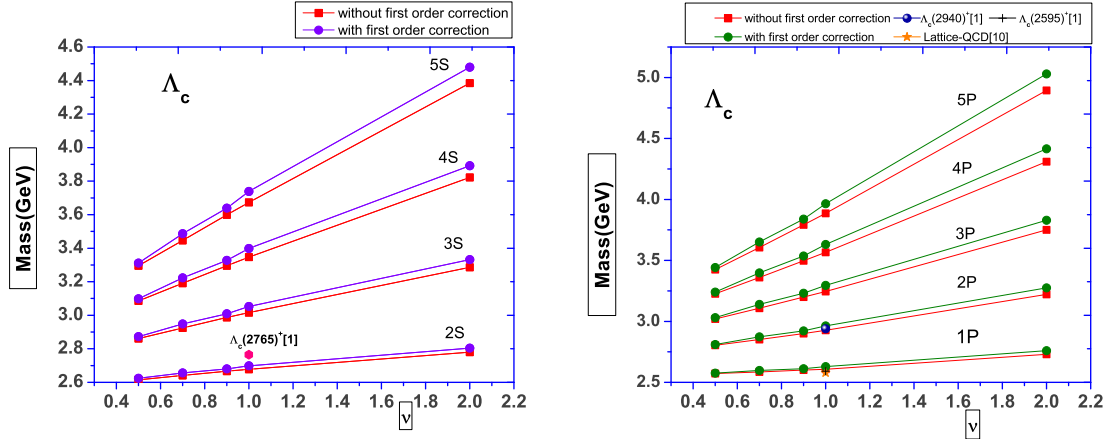 without first order correction
with first order correction
4.6
4.4
4.2
4.0
3.8
3.6
3.4
3.2
3.0
2.8
2.6
Mass(GeV)
Λc
5S
4S
3S
2S
Λc(2765)+[1]
0.4 0.6 0.8 1.0 1.2 1.4 1.6 1.8 2.0 2.2
ν
without first order correction Λc(2940)+[1] Λc(2595)+[1]
with first order correction Lattice-QCD[10]
5.0
4.5
4.0
3.5
3.0
2.5
Mass(GeV)
Λc
5P
4P
3P
2P
1P
0.4 0.6 0.8 1.0 1.2 1.4 1.6 1.8 2.0 2.2
ν